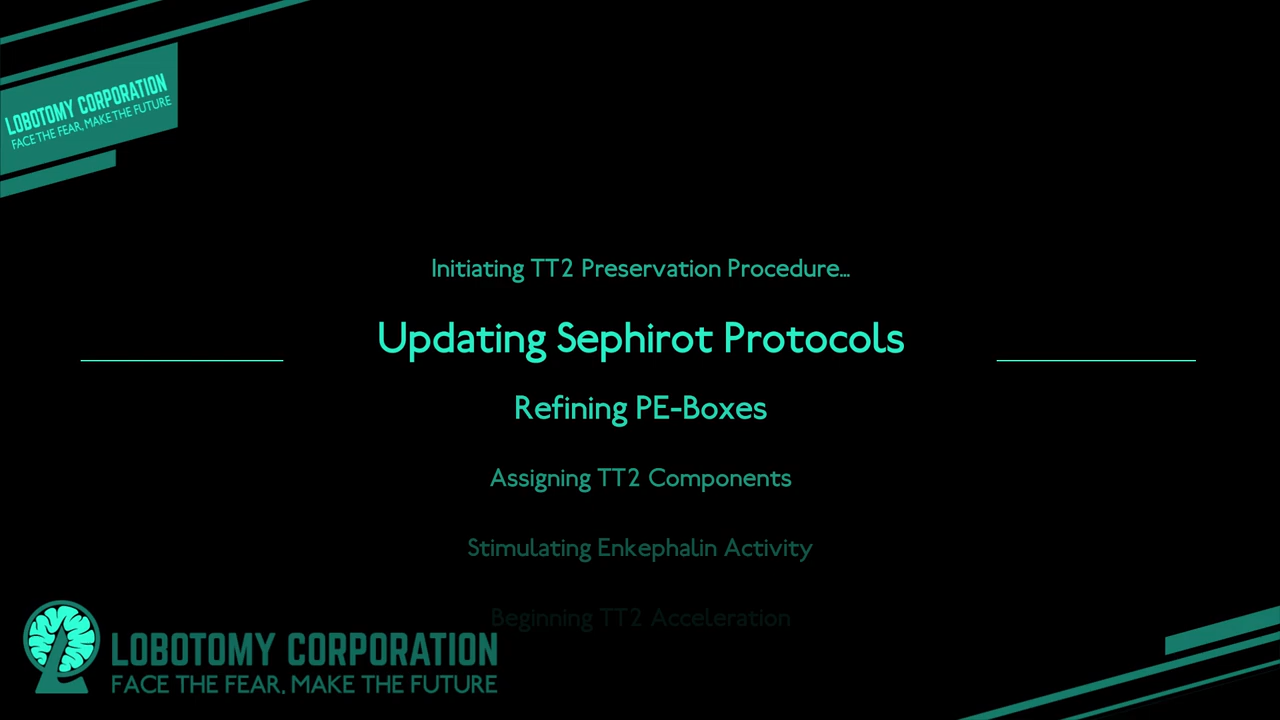 LOBOTOMY CORPORATION
FACE THE FEAR, MAKE THE FUTURE
Initiating TT2 Preservation Procedure...
Updating Sephirot Protocols
Refining PE-Boxes
Assigning TT2 Components
Stimulating Enkephalin Activity
Beginning TT2 Acceleration
LOBOTOMY CORPORATION
FACE THE FEAR, MAKE THE FUTURE